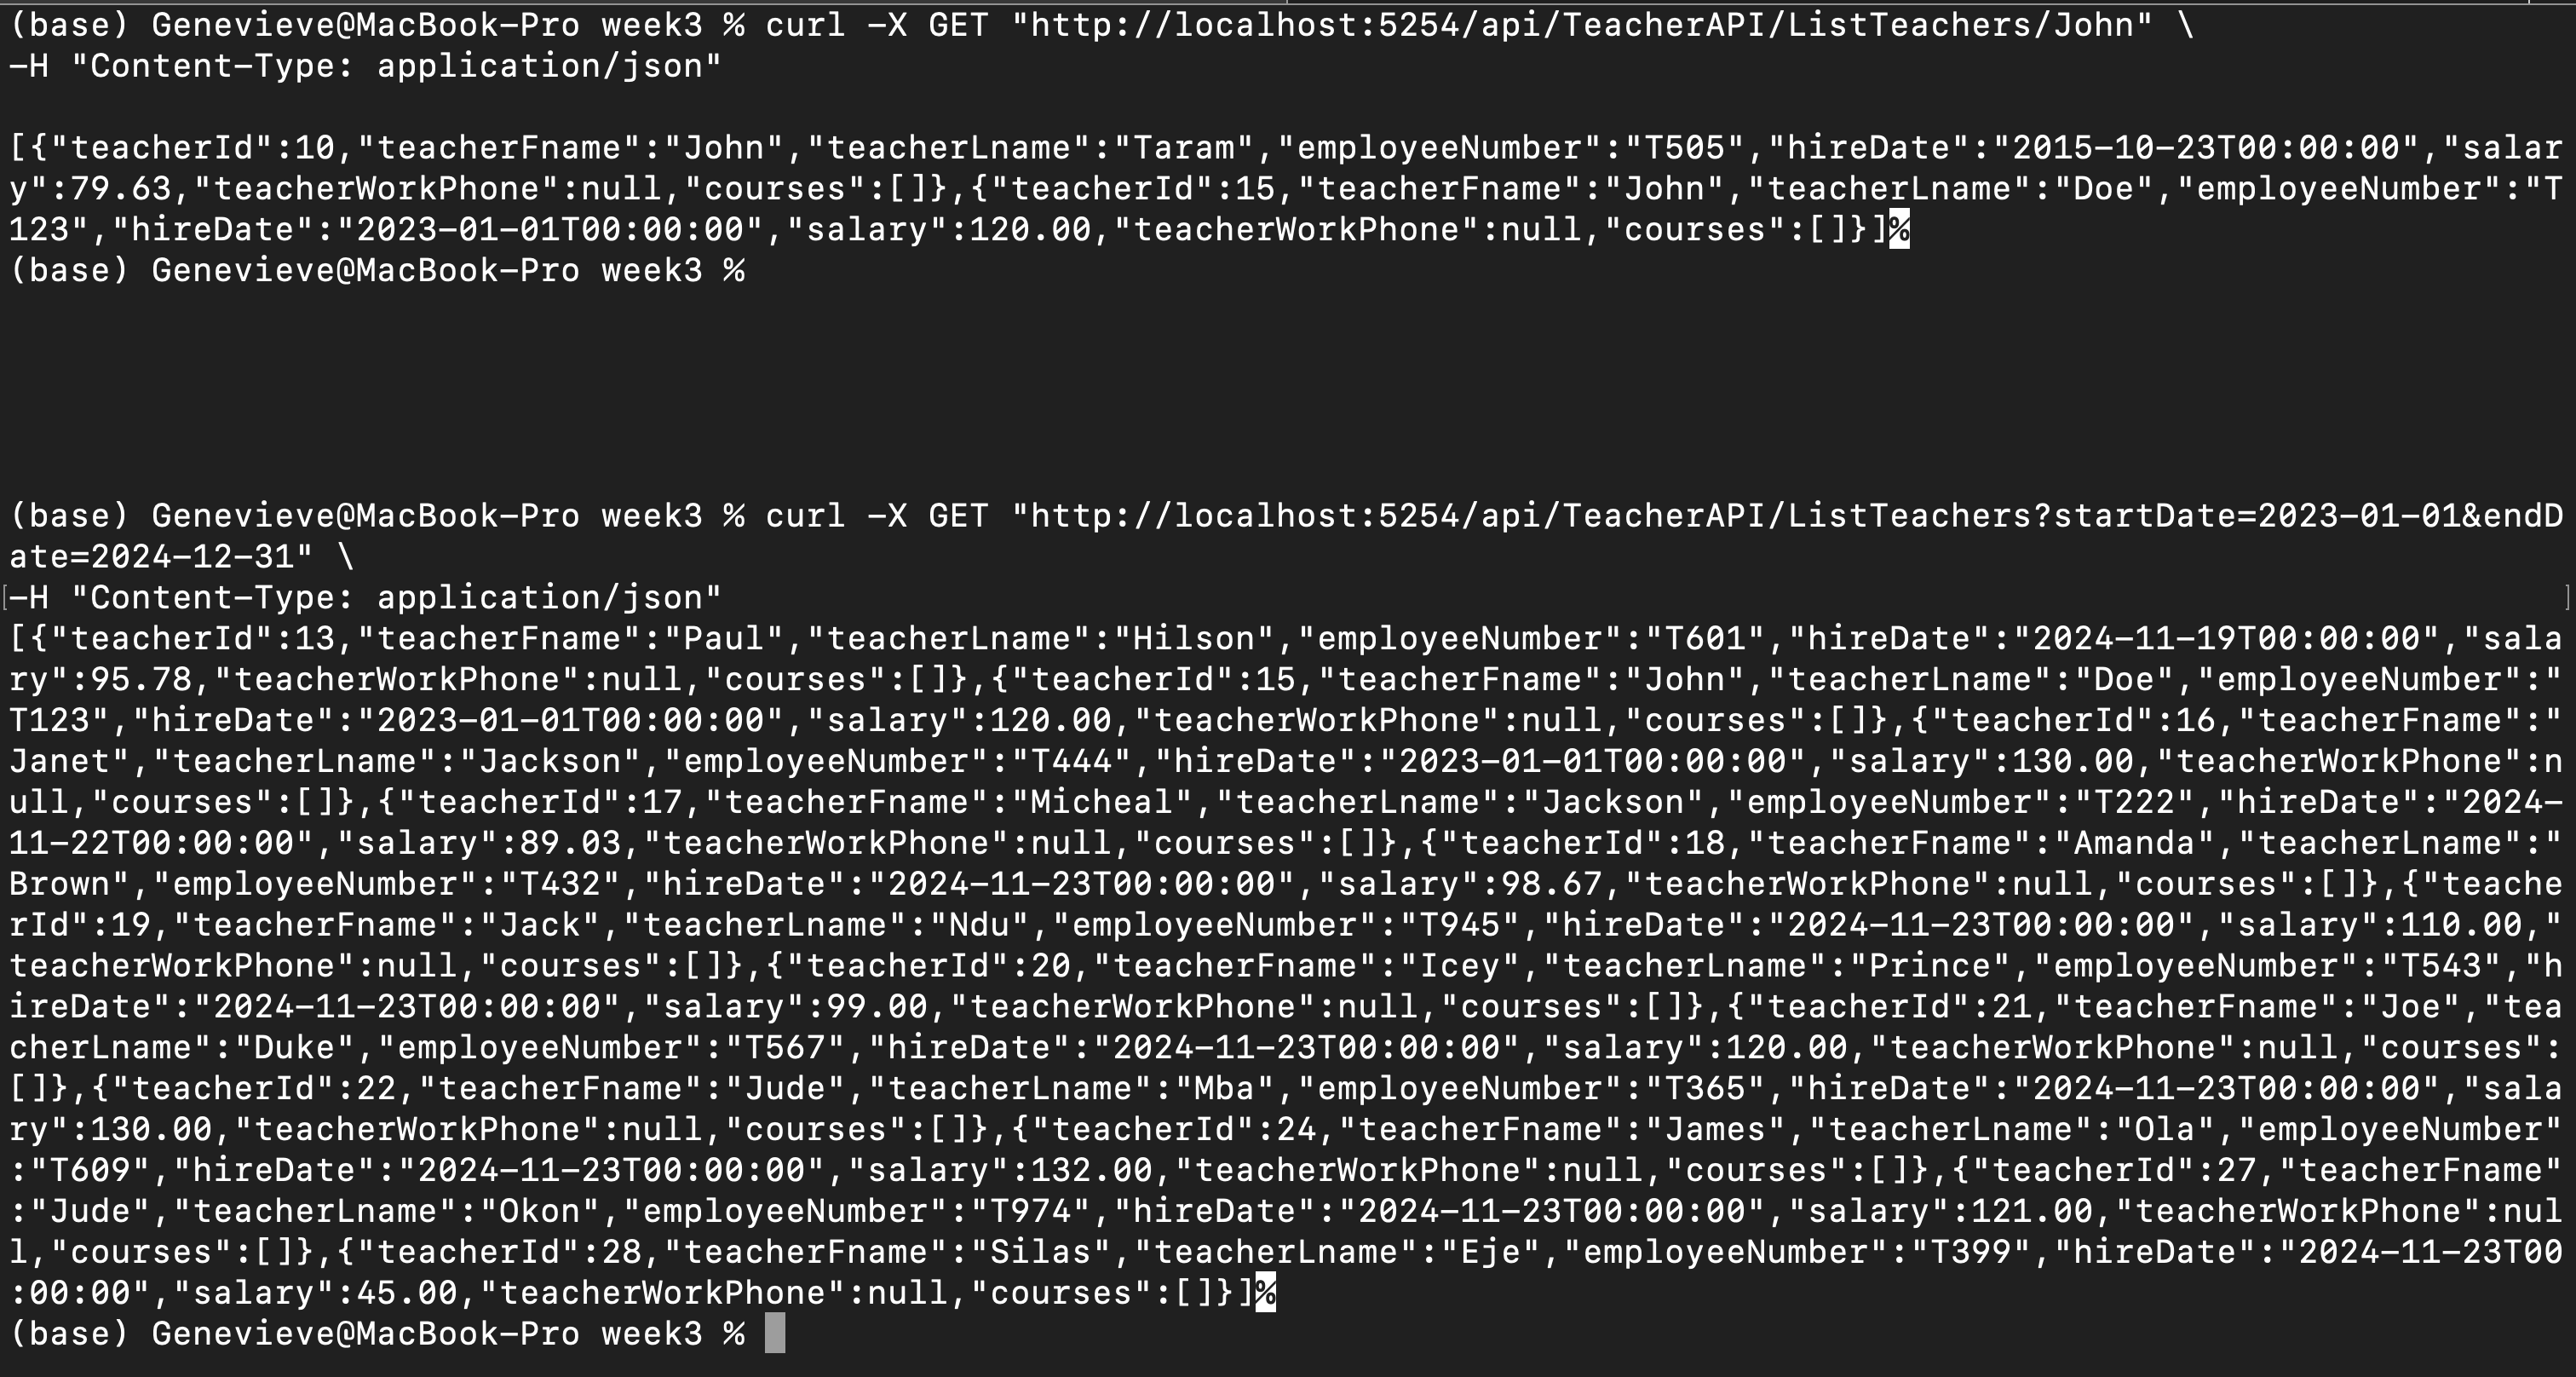 (base) Genevieve@MacBook-Pro week3 % curl -X GET "http://localhost:5254/api/TeacherAPI/ListTeachers/John" \
-H "Content-Type: application/json"
[{"teacherId":10,"teacherFname":"John","teacherLname":"Taram","employeeNumber":"T505","hireDate":"2015-10-23T00:00:00","salar
y":79.63,"teacherWorkPhone":null,"courses":[]},{"teacherId":15,"teacherFname":"John","teacherLname":"Doe","employeeNumber":"T
123","hireDate":"2023-01-01T00:00:00","salary":120.00,"teacherWorkPhone":null,"courses":[]}]%
(base) Genevieve@MacBook-Pro week3 %
(base) Genevieve@MacBook-Pro week3 % curl -X GET "http://localhost:5254/api/TeacherAPI/ListTeachers?startDate=2023-01-01&endD
ate=2024-12-31" \
[-H "Content-Type: application/json" ]
[{"teacherId":13,"teacherFname":"Paul","teacherLname":"Hilson","employeeNumber":"T601","hireDate":"2024-11-19T00:00:00","sala
ry":95.78,"teacherWorkPhone":null,"courses":[]},{"teacherId":15,"teacherFname":"John","teacherLname":"Doe","employeeNumber":"
T123","hireDate":"2023-01-01T00:00:00","salary":120.00,"teacherWorkPhone":null,"courses":[]},{"teacherId":16,"teacherFname":"
Janet","teacherLname":"Jackson","employeeNumber":"T444","hireDate":"2023-01-01T00:00:00","salary":130.00,"teacherWorkPhone":n
ull,"courses":[]},{"teacherId":17,"teacherFname":"Micheal","teacherLname":"Jackson","employeeNumber":"T222","hireDate":"2024-
11-22T00:00:00","salary":89.03,"teacherWorkPhone":null,"courses":[]},{"teacherId":18,"teacherFname":"Amanda","teacherLname":"
Brown","employeeNumber":"T432","hireDate":"2024-11-23T00:00:00","salary":98.67,"teacherWorkPhone":null,"courses":[]},{"teache
rId":19,"teacherFname":"Jack","teacherLname":"Ndu","employeeNumber":"T945","hireDate":"2024-11-23T00:00:00","salary":110.00,"
teacherWorkPhone":null,"courses":[]},{"teacherId":20,"teacherFname":"Icey","teacherLname":"Prince","employeeNumber":"T543","h
ireDate":"2024-11-23T00:00:00","salary":99.00,"teacherWorkPhone":null,"courses":[]},{"teacherId":21,"teacherFname":"Joe","tea
cherLname":"Duke","employeeNumber":"T567","hireDate":"2024-11-23T00:00:00","salary":120.00,"teacherWorkPhone":null,"courses":
[]},{"teacherId":22,"teacherFname":"Jude","teacherLname":"Mba","employeeNumber":"T365","hireDate":"2024-11-23T00:00:00","sala
ry":130.00,"teacherWorkPhone":null,"courses":[]},{"teacherId":24,"teacherFname":"James","teacherLname":"Ola","employeeNumber"
:"T609","hireDate":"2024-11-23T00:00:00","salary":132.00,"teacherWorkPhone":null,"courses":[]},{"teacherId":27,"teacherFname"
:"Jude","teacherLname":"Okon","employeeNumber":"T974","hireDate":"2024-11-23T00:00:00","salary":121.00,"teacherWorkPhone":nul
l,"courses":[]},{"teacherId":28,"teacherFname":"Silas","teacherLname":"Eje","employeeNumber":"T399","hireDate":"2024-11-23T00
:00:00","salary":45.00,"teacherWorkPhone":null,"courses":[]}]%
(base) Genevieve@MacBook-Pro week3 %